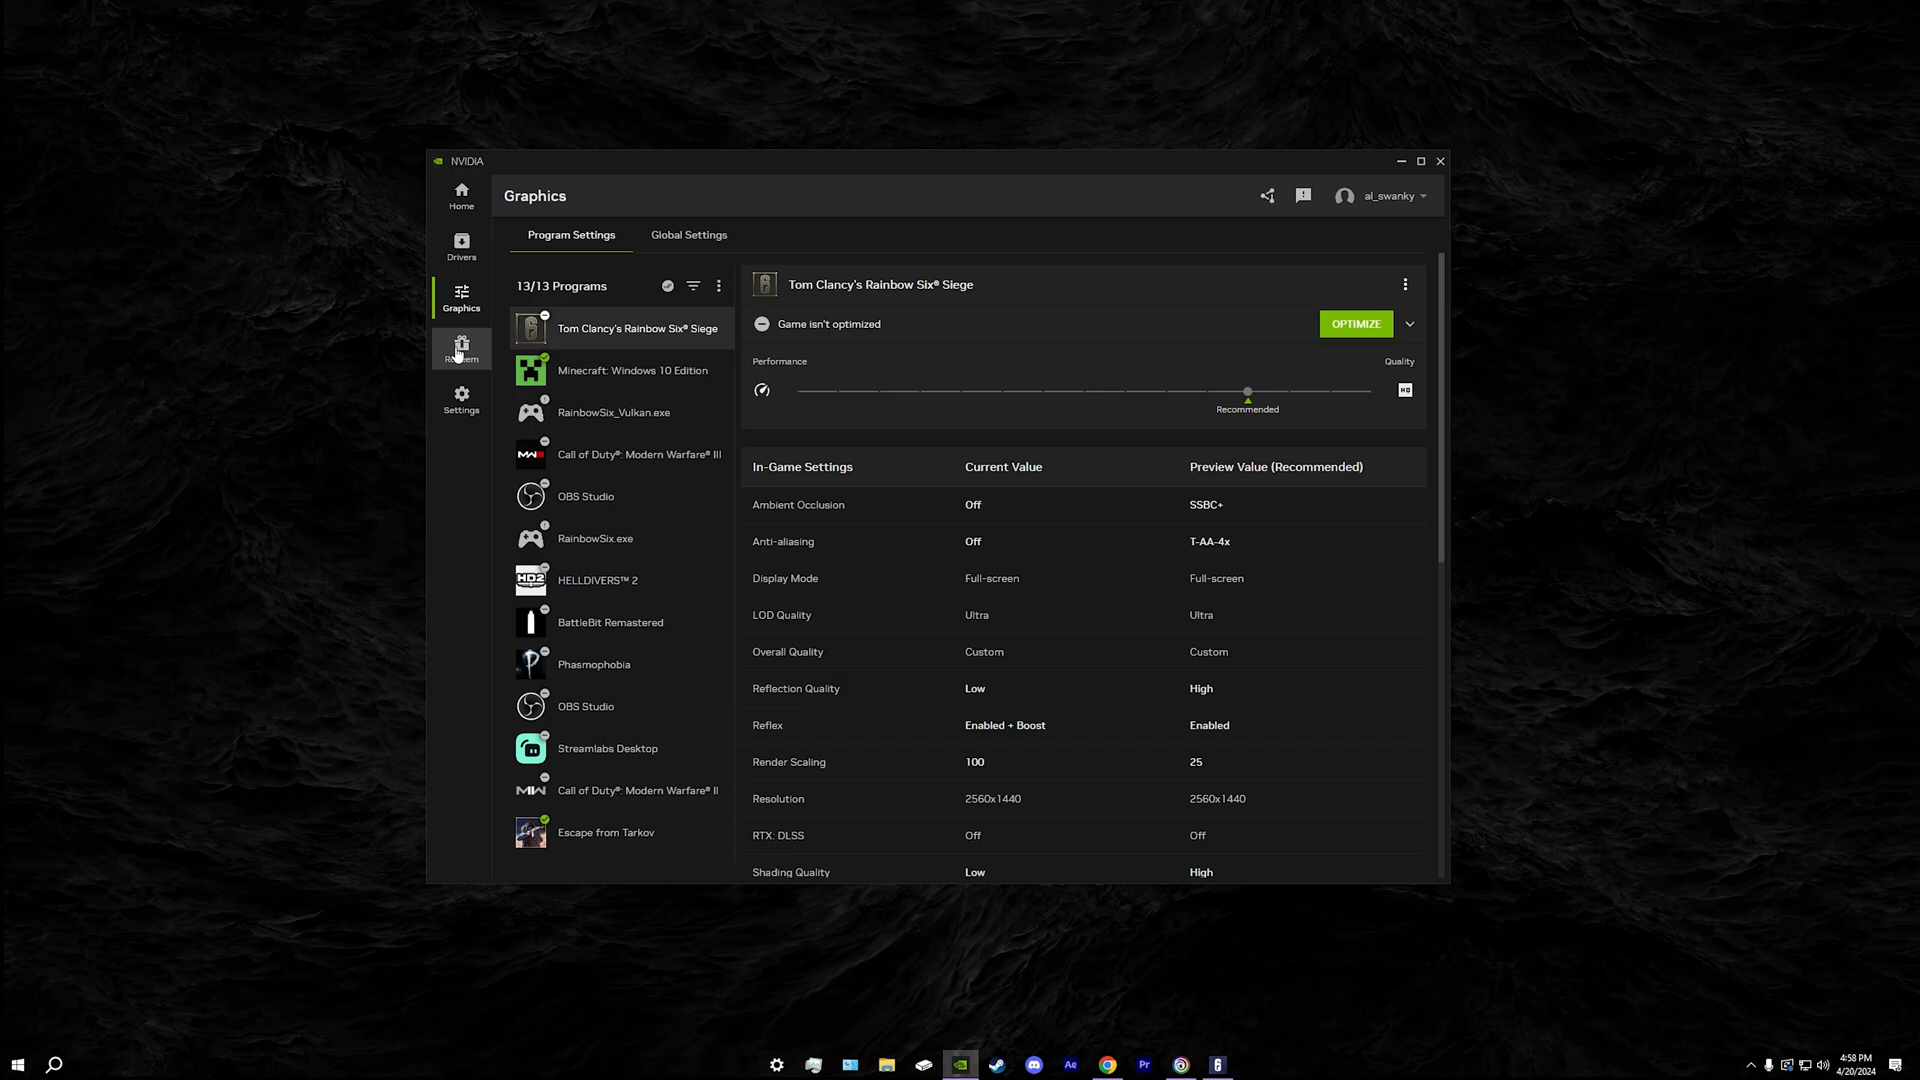 NVIDIA
Home
Drivers
Graphics
Redeem
Settings
Graphics
al_swanky
Program Settings
Global Settings
13/13 Programs
Tom Clancy's Rainbow Six® Siege
Minecraft: Windows 10 Edition
RainbowSix_Vulkan.exe
Call of Duty®: Modern Warfare® III
OBS Studio
RainbowSix.exe
HELLDIVERS™ 2
BattleBit Remastered
Phasmophobia
OBS Studio
Streamlabs Desktop
Call of Duty®: Modern Warfare® II
Escape from Tarkov
Tom Clancy's Rainbow Six® Siege
Game isn't optimized
OPTIMIZE
Performance
Quality
HQ
Recommended
In-Game Settings Current Value Preview Value (Recommended)
Ambient Occlusion Off SSBC+
Anti-aliasing Off T-AA-4x
Display Mode Full-screen Full-screen
LOD Quality Ultra Ultra
Overall Quality Custom Custom
Reflection Quality Low High
Reflex Enabled + Boost Enabled
Render Scaling 100 25
Resolution 2560x1440 2560x1440
RTX: DLSS Off Off
Shading Quality Low High
Ae
Pr
4:58 PM
4/20/2024